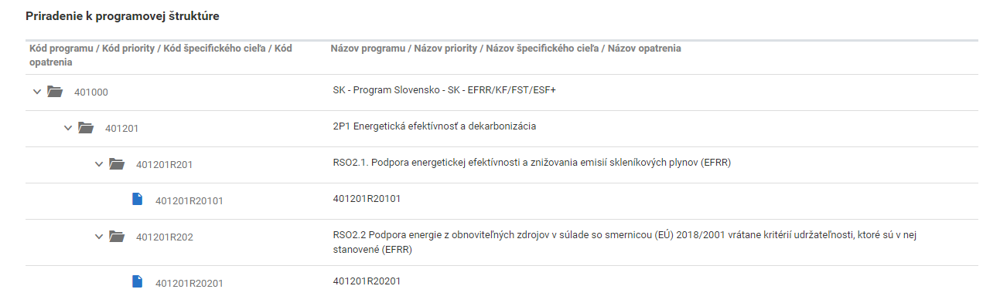 Priradenie k programovej štruktúre
Kód programu / Kód priority / Kód špecifického cieľa / Kód
opatrenia
Názov programu / Názov priority / Názov špecifického cieľa / Názov opatrenia
401000
SK - Program Slovensko - SK - EFRR/KF/FST/ESF+
401201
2P1 Energetická efektívnosť a dekarbonizácia
401201R201
RSO2.1. Podpora energetickej efektívnosti a znižovania emisií skleníkových plynov (EFRR)
401201R20101
401201R20101
401201R202
RSO2.2 Podpora energie z obnoviteľných zdrojov v súlade so smernicou (EÚ) 2018/2001 vrátane kritérií udržateľnosti, ktoré sú v nej
stanovené (EFRR)
401201R20201
401201R20201